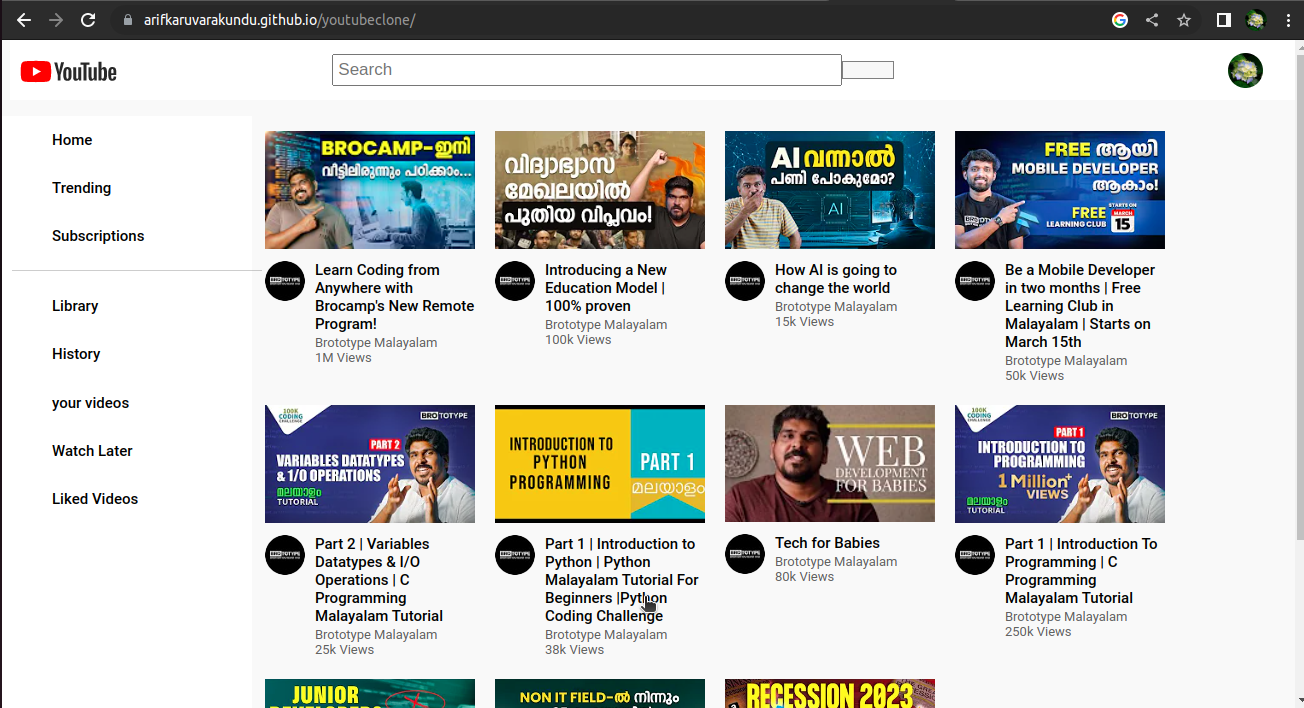 arifkaruvarakundu.github.io/youtubeclone/
YouTube
Search
Home
Trending
Subscriptions
Library
History
your videos
Watch Later
Liked Videos
BROCAMP-ഇനി
വീട്ടിലിരുന്നും പഠിക്കാം...
Learn Coding from
Anywhere with
Brocamp's New Remote
Program!
Brototype Malayalam
1M Views
വിദ്യാഭ്യാസ
മേഖലയിൽ
പുതിയ വിപ്ലവം!
Introducing a New
Education Model |
100% proven
Brototype Malayalam
100k Views
AI വന്നാൽ
പണി പോകുമോ?
AI
How AI is going to
change the world
Brototype Malayalam
15k Views
FREE ആയി
MOBILE DEVELOPER
ആകാം!
FREE
LEARNING CLUB
STARTS ON
MARCH
15
Be a Mobile Developer
in two months | Free
Learning Club in
Malayalam | Starts on
March 15th
Brototype Malayalam
50k Views
100K
CODING
CHALLENGE
BROTOTYPE
PART 2
VARIABLES DATATYPES
& I/O OPERATIONS
മലയാളം
TUTORIAL
Part 2 | Variables
Datatypes & I/O
Operations | C
Programming
Malayalam Tutorial
Brototype Malayalam
25k Views
INTRODUCTION TO
PYTHON
PROGRAMMING
PART 1
മലയാളം
Part 1 | Introduction to
Python | Python
Malayalam Tutorial For
Beginners |Python
Coding Challenge
Brototype Malayalam
38k Views
WEB
DEVELOPMENT
FOR BABIES
Tech for Babies
Brototype Malayalam
80k Views
100K
CODING
CHALLENGE
BROTOTYPE
PART 1
INTRODUCTION TO
PROGRAMMING
1 Million+
VIEWS
മലയാളം
TUTORIAL
Part 1 | Introduction To
Programming | C
Programming
Malayalam Tutorial
Brototype Malayalam
250k Views
JUNIOR
NON IT FIELD-ൽ നിന്നും
RECESSION 2023